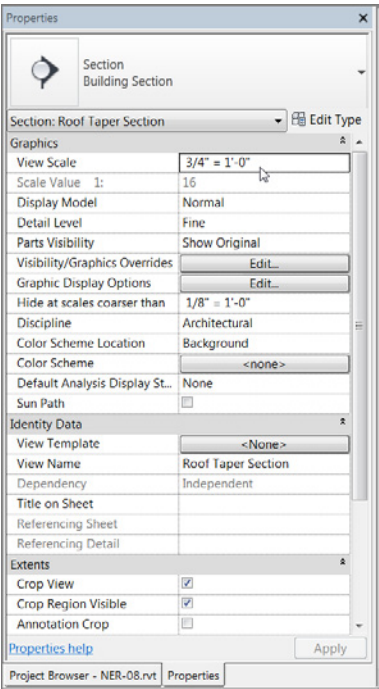 Properties
Section
Building Section
Section: Roof Taper Section Edit Type
Graphics
View Scale 3/4" = 1'-0"
Scale Value 1: 16
Display Model Normal
Detail Level Fine
Parts Visibility Show Original
Visibility/Graphics Overrides Edit...
Graphic Display Options Edit...
Hide at scales coarser than 1/8" = 1'-0"
Discipline Architectural
Color Scheme Location Background
Color Scheme <none>
Default Analysis Display St... None
Sun Path
Identity Data
View Template <None>
View Name Roof Taper Section
Dependency Independent
Title on Sheet
Referencing Sheet
Referencing Detail
Extents
Crop View
Crop Region Visible
Annotation Crop
Properties help Apply
Project Browser - NER-08.rvt Properties